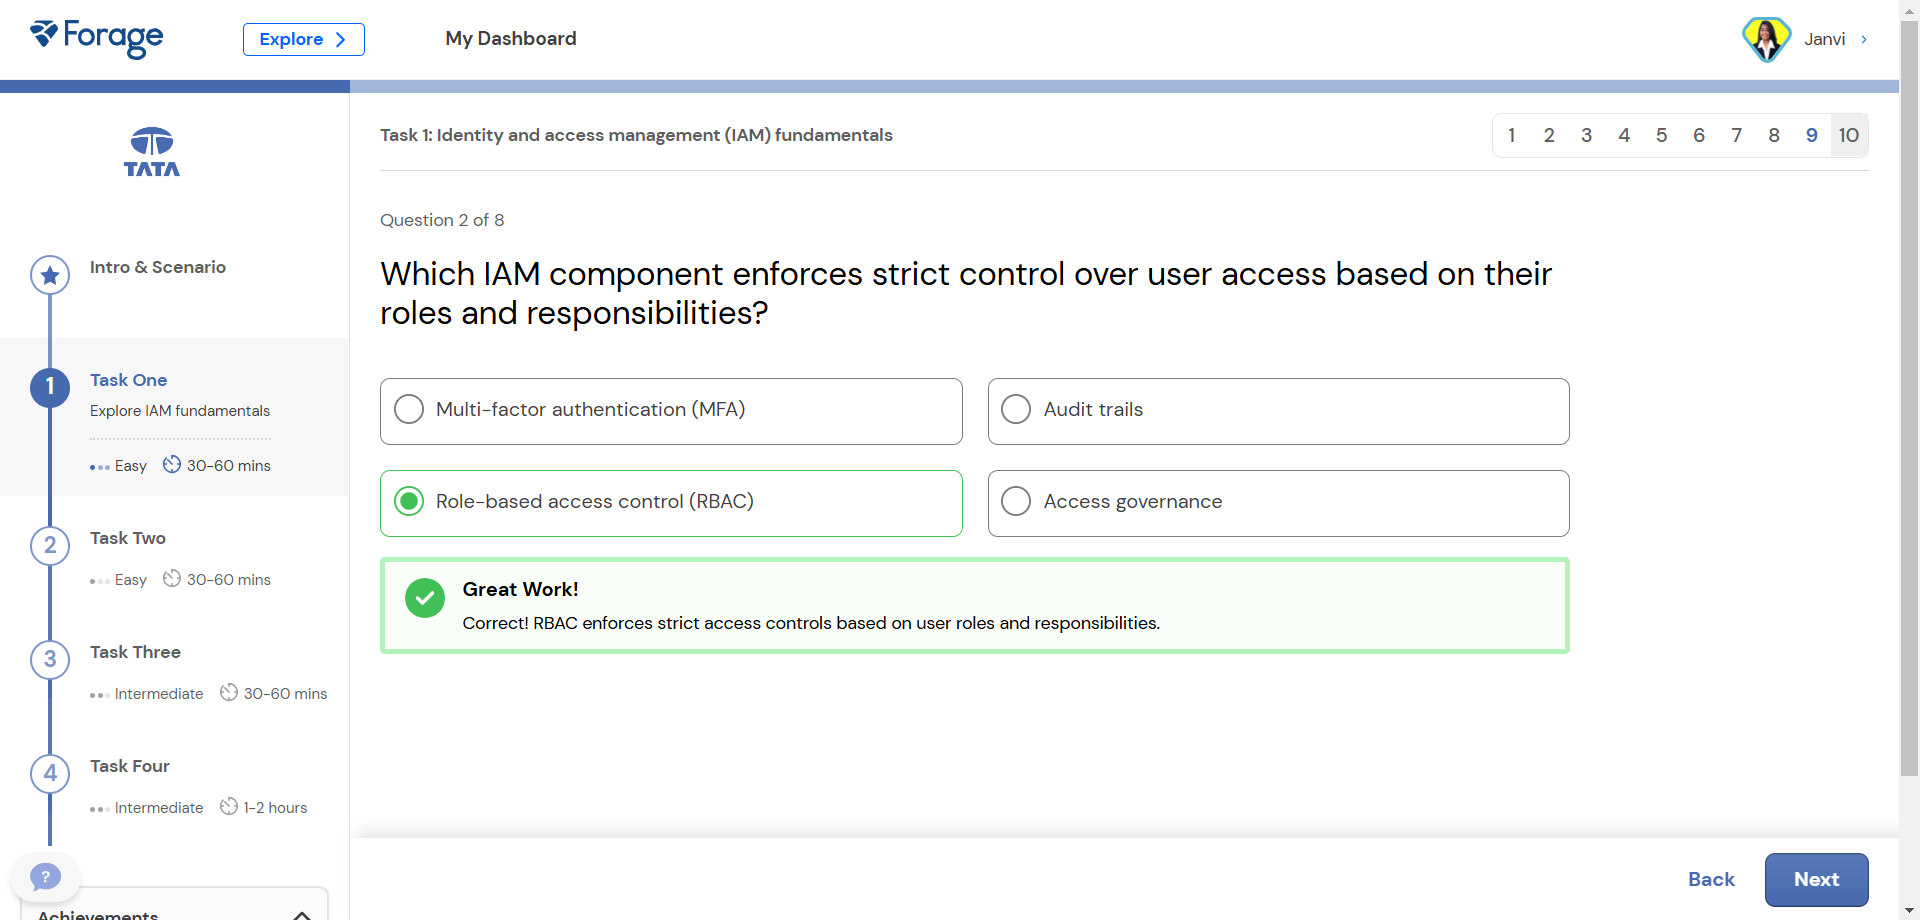 Forage
Explore
My Dashboard
Janvi
TATA
Intro & Scenario
1
Task One
Explore IAM fundamentals
Easy 30-60 mins
2
Task Two
Easy 30-60 mins
3
Task Three
Intermediate 30-60 mins
4
Task Four
Intermediate 1-2 hours
?
Achievements
Task 1: Identity and access management (IAM) fundamentals
1 2 3 4 5 6 7 8 9 10
Question 2 of 8
Which IAM component enforces strict control over user access based on their
roles and responsibilities?
Multi-factor authentication (MFA)
Audit trails
Role-based access control (RBAC)
Access governance
Great Work!
Correct! RBAC enforces strict access controls based on user roles and responsibilities.
Back
Next